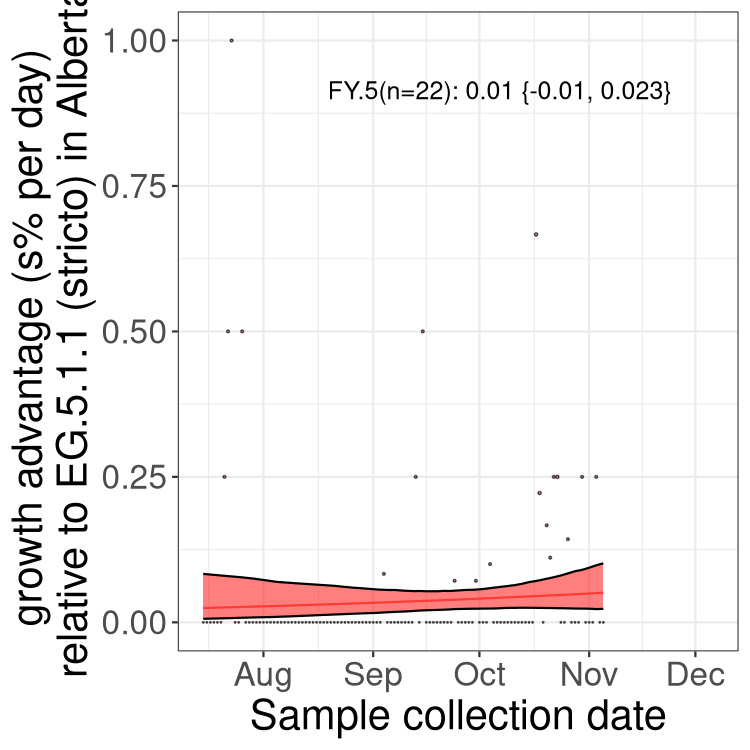 growth advantage (s% per day)
relative to EG.5.1.1 (stricto) in Alberta
1.00
0.75
0.50
0.25
0.00
FY.5(n=22): 0.01 {-0.01, 0.023}
Aug Sep Oct Nov Dec
Sample collection date